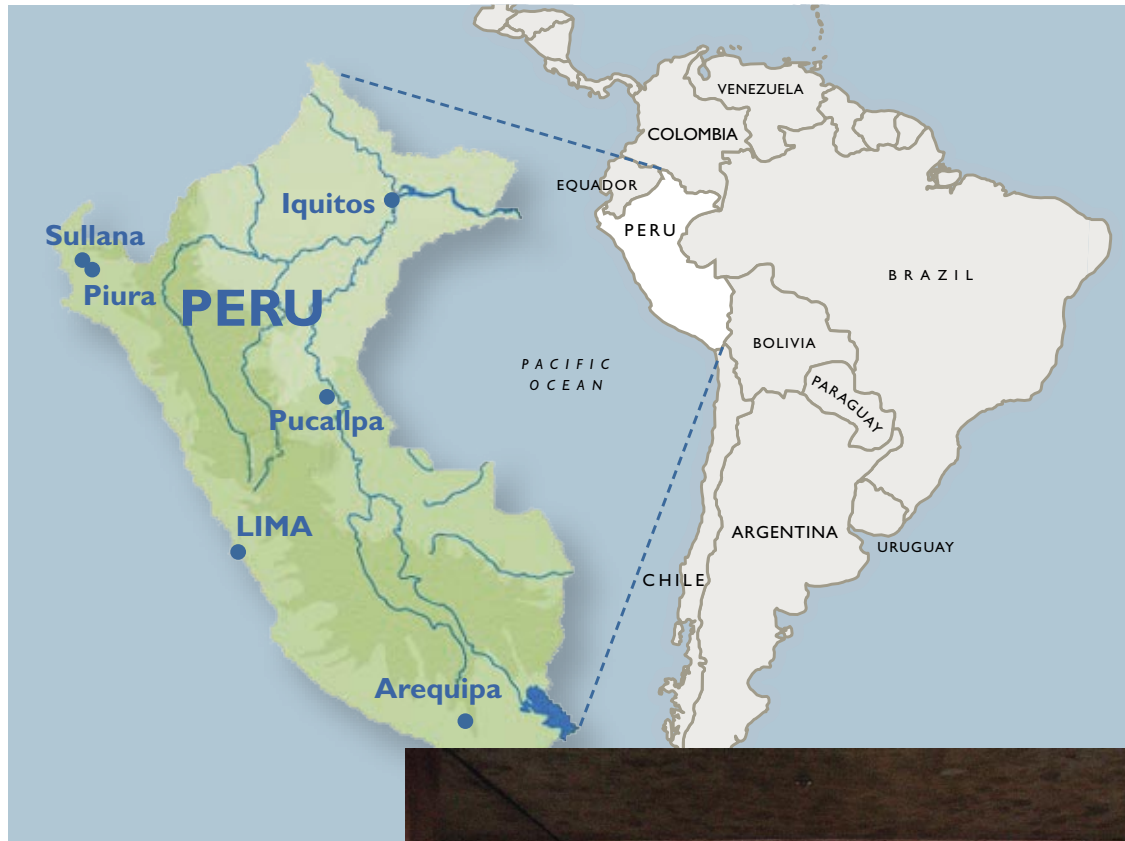 Iquitos
Sullana
Piura
PERU
Pucallpa
LIMA
Arequipa
PACIFIC
OCEAN
VENEZUELA
COLOMBIA
EQUADOR
PERU
BRAZIL
BOLIVIA
PARAGUAY
ARGENTINA
URUGUAY
CHILE